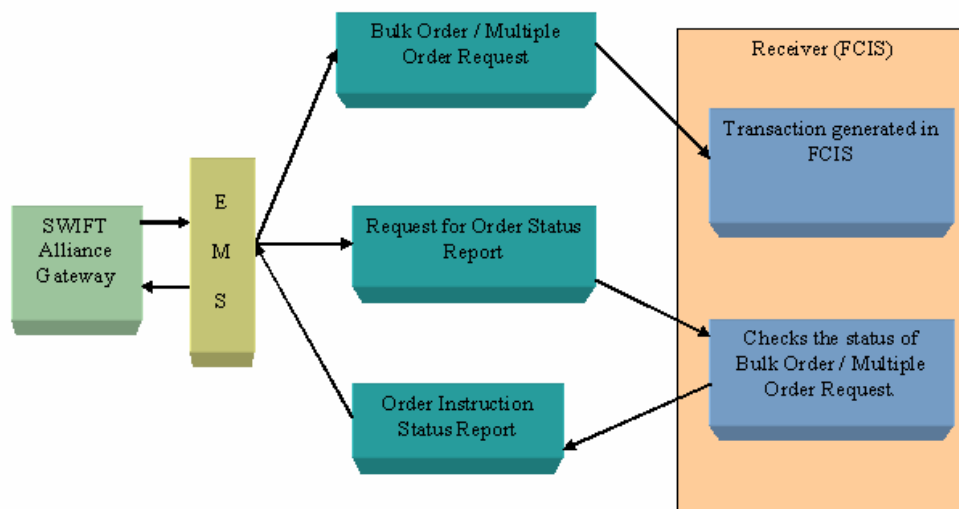 Bulk Order / Multiple
Order Request
Receiver (FCIS)
Transaction generated in
FCIS
E
M
S
SWIFT
Alliance
Gateway
Request for Order Status
Report
Checks the status of
Bulk Order / Multiple
Order Request.
Order Instruction
Status Report